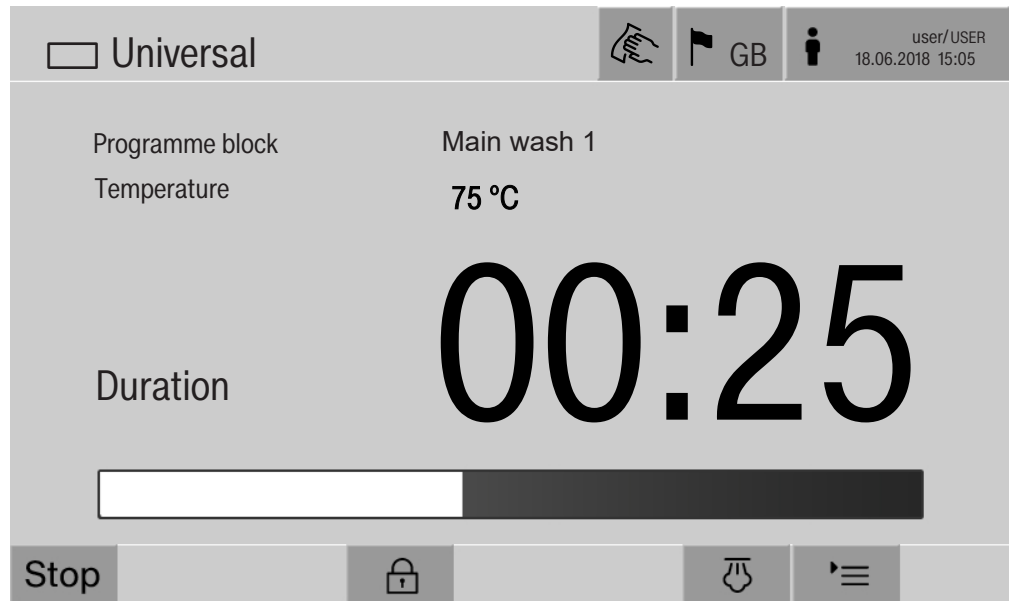 Universal
GB
user/USER
18.06.2018 15:05
Programme block Main wash 1
Temperature 75 °C
Duration 00:25
Stop